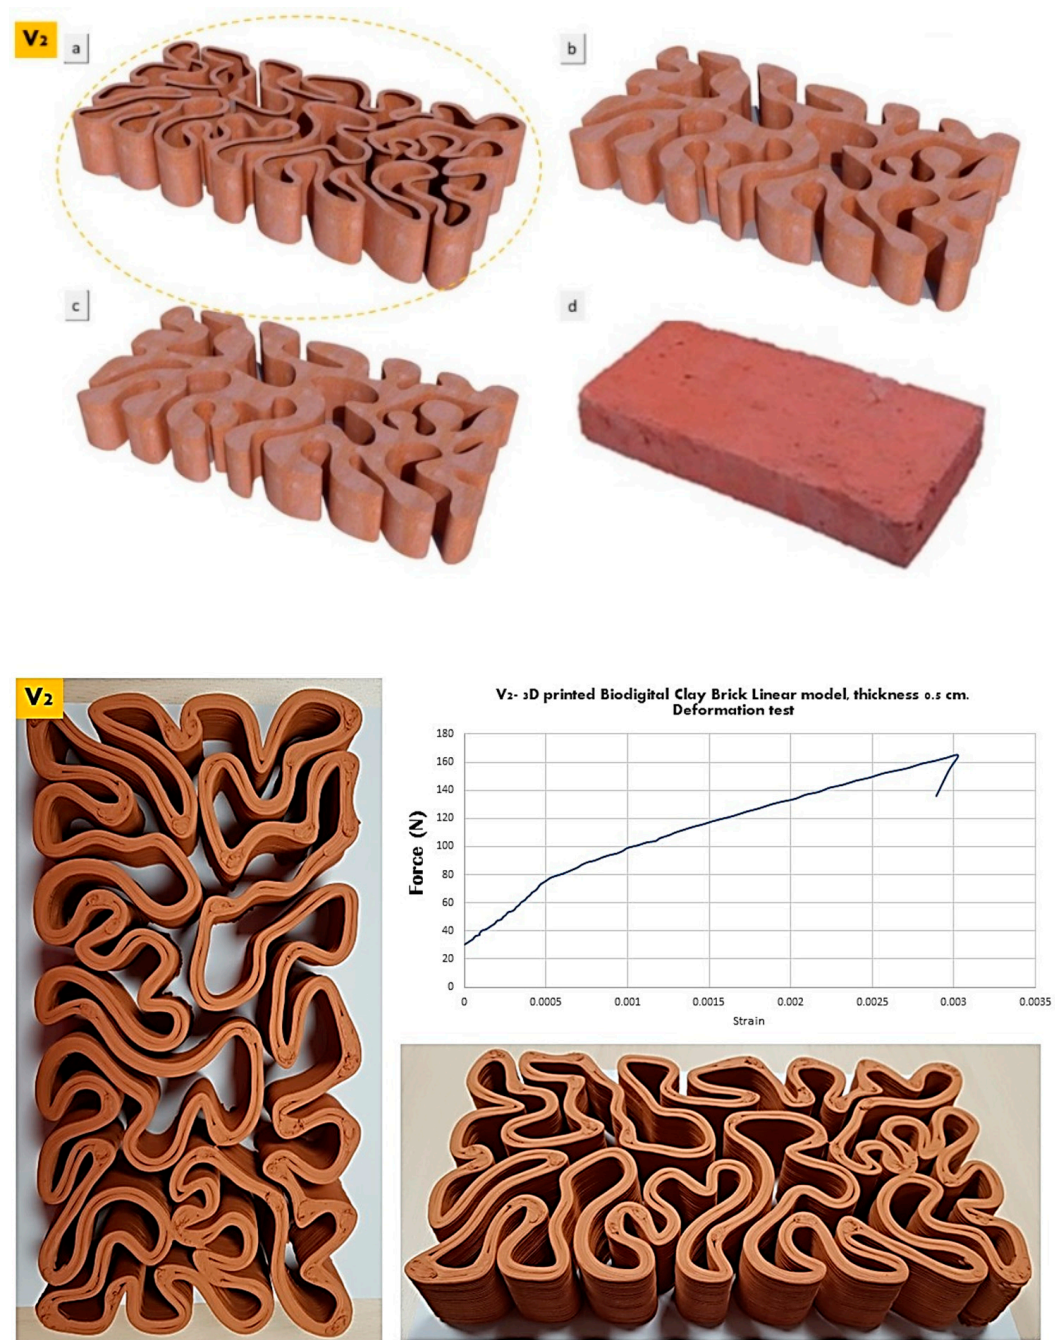 V2
a
b
c
d
V2
V2- 3D printed Biodigital Clay Brick Linear model, thickness 0.5 cm.
Deformation test
180
160
140
120
100
80
60
40
20
0
Force (N)
0 0.0005 0.001 0.0015 0.002 0.0025 0.003 0.0035
Strain